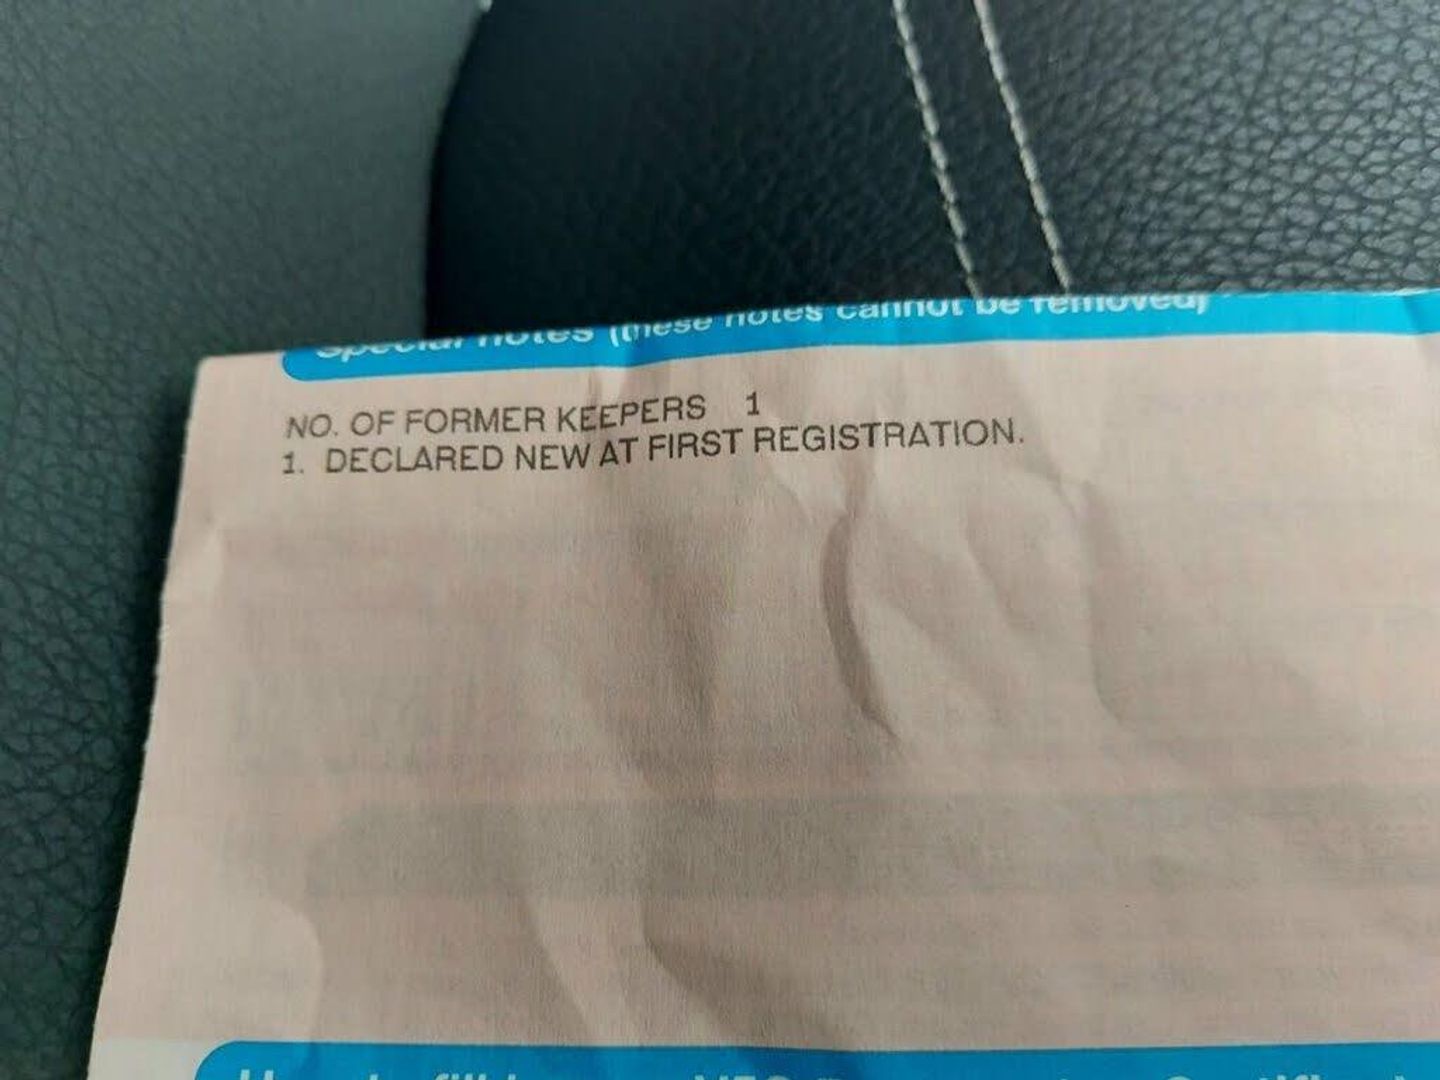 Special notes (these notes cannot be removed)
NO. OF FORMER KEEPERS 1
1. DECLARED NEW AT FIRST REGISTRATION.